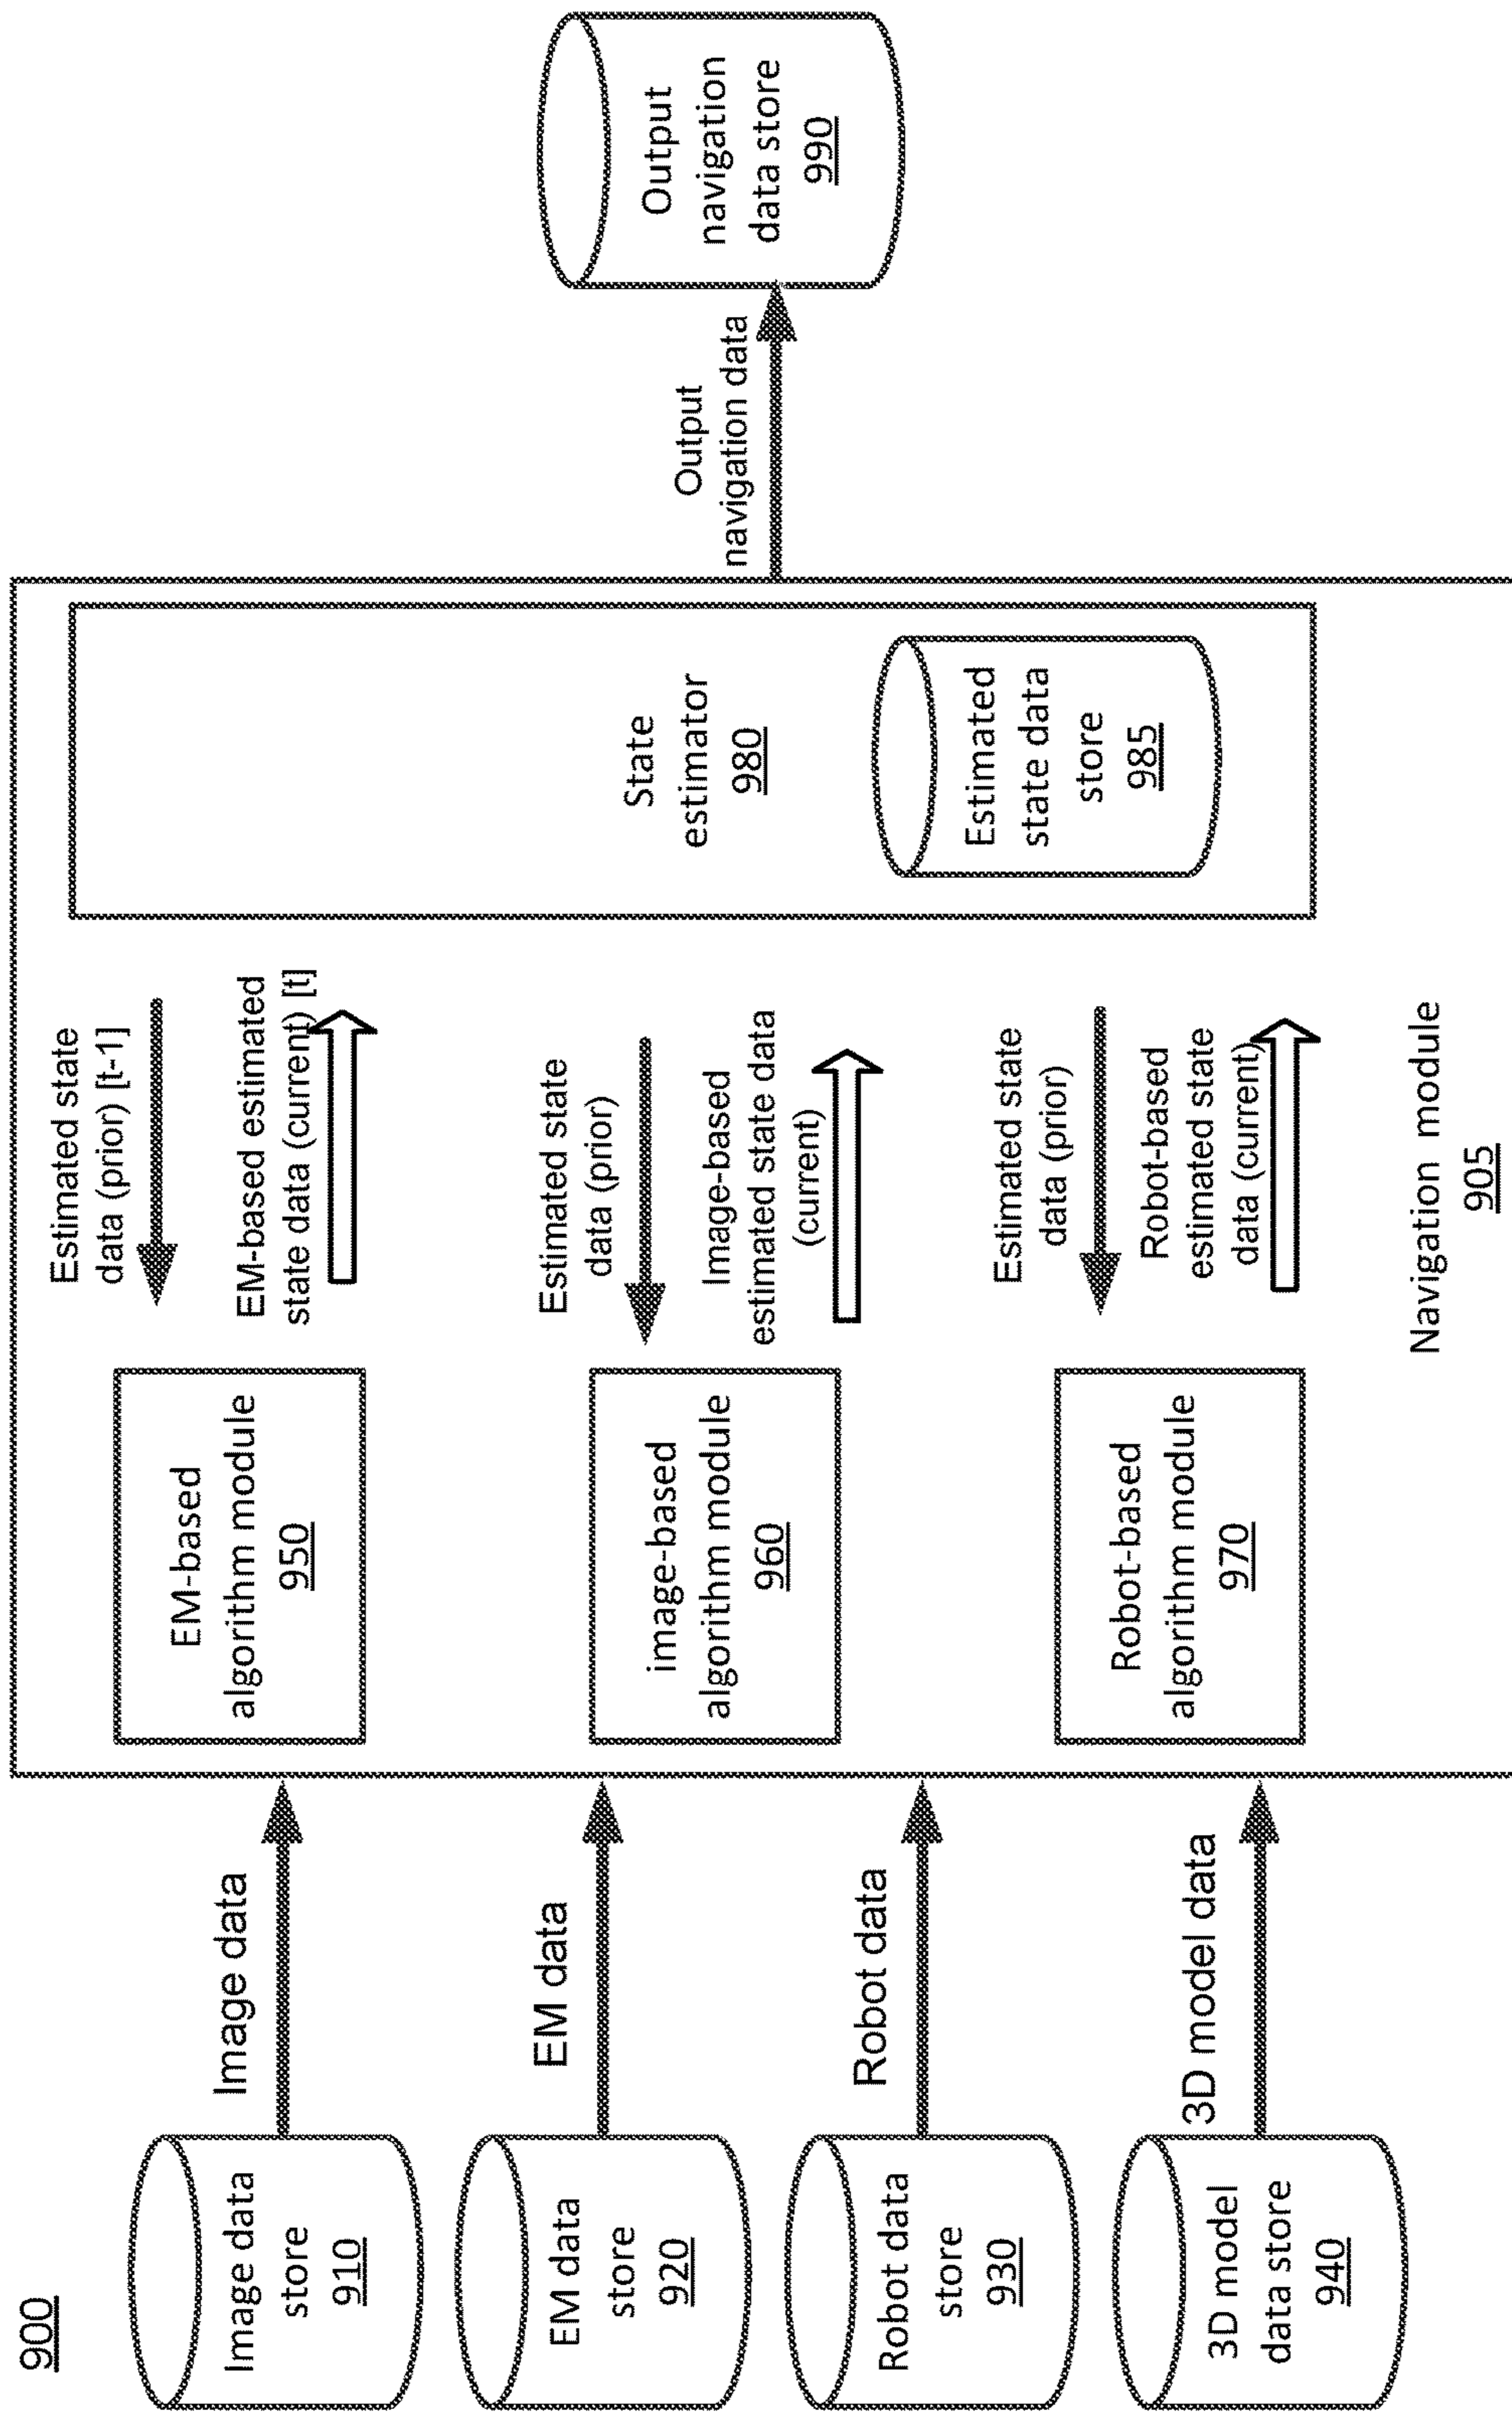 900
Image data
store
910
EM data
store
920
Robot data
store
930
3D model
data store
940
Image data
EM data
Robot data
3D model data
EM-based
algorithm module
950
image-based
algorithm module
960
Robot-based
algorithm module
970
Estimated state
data (prior) [t-1]
EM-based estimated
state data (current) [t]
Estimated state
data (prior)
Image-based
estimated state data
(current)
Estimated state
data (prior)
Robot-based
estimated state
data (current)
Navigation module
905
State
estimator
980
Estimated
state data
store
985
Output
navigation data
Output
navigation
data store
990